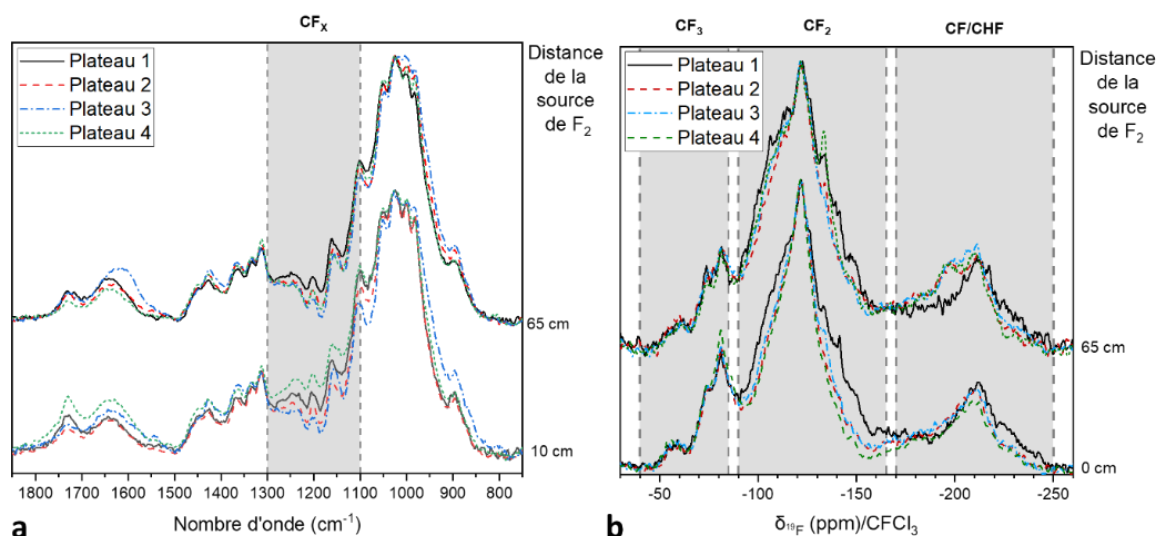 CFₓ
Plateau 1
Plateau 2
Plateau 3
Plateau 4
Distance
de la
source
de F₂
65 cm
10 cm
1800 1700 1600 1500 1400 1300 1200 1100 1000 900 800
Nombre d'onde (cm⁻¹)
a
CF₃ CF₂ CF/CHF
Plateau 1
Plateau 2
Plateau 3
Plateau 4
Distance
de la
source
de F₂
65 cm
0 cm
-50 -100 -150 -200 -250
δ₁₉F (ppm)/CFCl₃
b